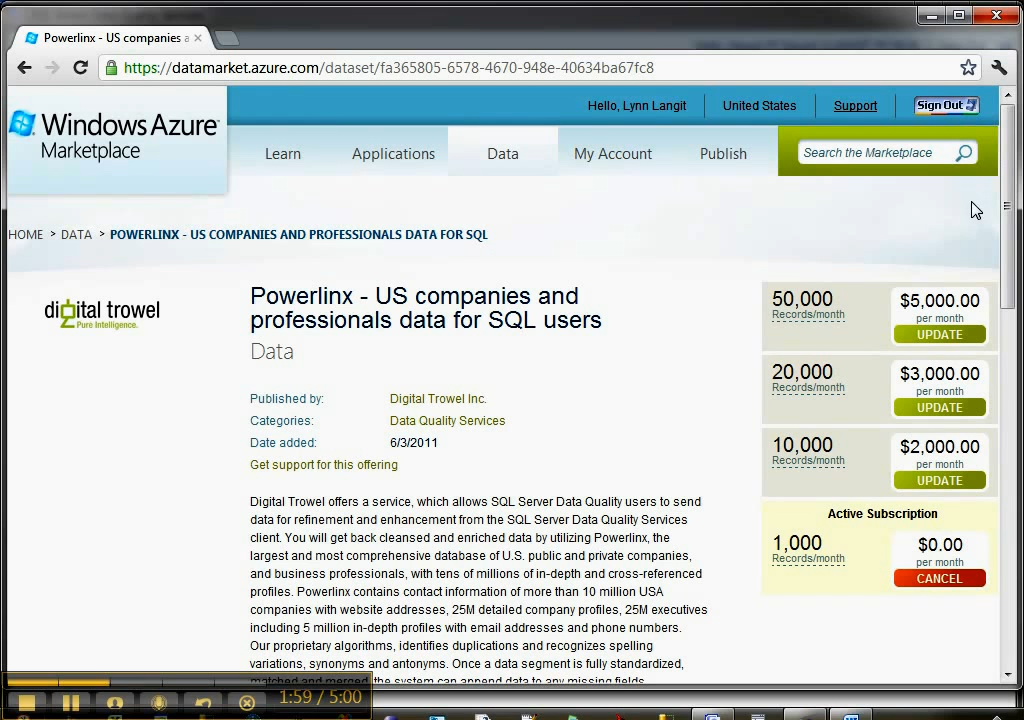 Powerlinx - US companies a
https://datamarket.azure.com/dataset/fa365805-6578-4670-948e-40634ba67fc8
Hello, Lynn Langit
United States
Support
Sign Out
Windows Azure
Marketplace
Learn
Applications
Data
My Account
Publish
Search the Marketplace
HOME > DATA > POWERLINX - US COMPANIES AND PROFESSIONALS DATA FOR SQL
digital trowel
Pure Intelligence.
Powerlinx - US companies and
professionals data for SQL users
Data
Published by: Digital Trowel Inc.
Categories: Data Quality Services
Date added: 6/3/2011
Get support for this offering
Digital Trowel offers a service, which allows SQL Server Data Quality users to send
data for refinement and enhancement from the SQL Server Data Quality Services
client. You will get back cleansed and enriched data by utilizing Powerlinx, the
largest and most comprehensive database of U.S. public and private companies,
and business professionals, with tens of millions of in-depth and cross-referenced
profiles. Powerlinx contains contact information of more than 10 million USA
companies with website addresses, 25M detailed company profiles, 25M executives
including 5 million in-depth profiles with email addresses and phone numbers.
Our proprietary algorithms, identifies duplications and recognizes spelling
variations, synonyms and antonyms. Once a data segment is fully standardized,
matched and merged, the system can append data to any missing fields
50,000
Records/month
$5,000.00
per month
UPDATE
20,000
Records/month
$3,000.00
per month
UPDATE
10,000
Records/month
$2,000.00
per month
UPDATE
Active Subscription
1,000
Records/month
$0.00
per month
CANCEL
1:59 / 5:00